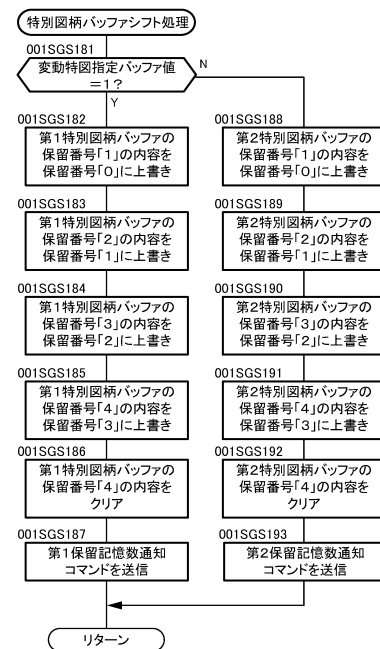 特別図柄バッファシフト処理
001SGS181
変動特図指定バッファ値
＝1？
N
Y
001SGS182
第1特別図柄バッファの
保留番号「1」の内容を
保留番号「0」に上書き
001SGS183
第1特別図柄バッファの
保留番号「2」の内容を
保留番号「1」に上書き
001SGS184
第1特別図柄バッファの
保留番号「3」の内容を
保留番号「2」に上書き
001SGS185
第1特別図柄バッファの
保留番号「4」の内容を
保留番号「3」に上書き
001SGS186
第1特別図柄バッファの
保留番号「4」の内容を
クリア
001SGS187
第1保留記憶数通知
コマンドを送信
001SGS188
第2特別図柄バッファの
保留番号「1」の内容を
保留番号「0」に上書き
001SGS189
第2特別図柄バッファの
保留番号「2」の内容を
保留番号「1」に上書き
001SGS190
第2特別図柄バッファの
保留番号「3」の内容を
保留番号「2」に上書き
001SGS191
第2特別図柄バッファの
保留番号「4」の内容を
保留番号「3」に上書き
001SGS192
第2特別図柄バッファの
保留番号「4」の内容を
クリア
001SGS193
第2保留記憶数通知
コマンドを送信
リターン